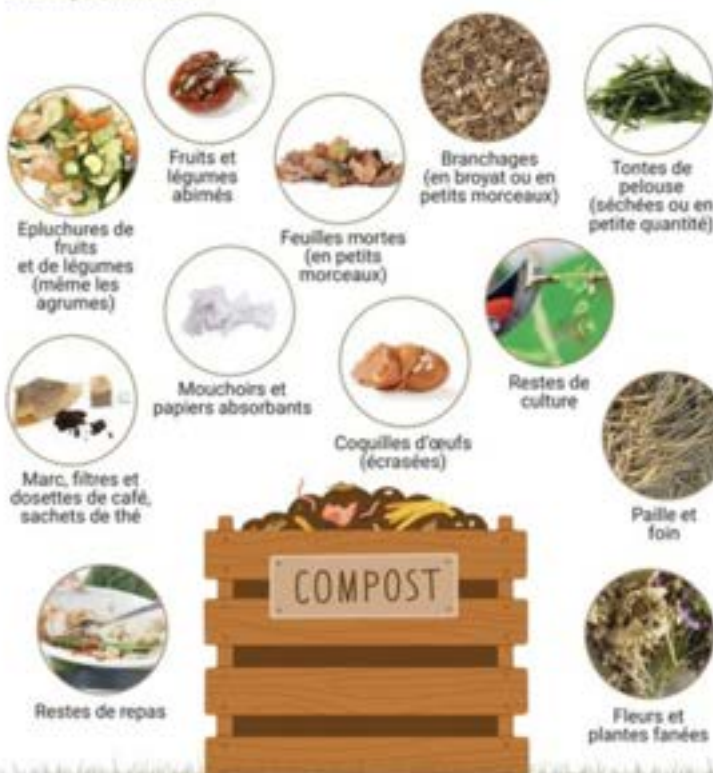 Fruits et
légumes
abimés
Branchages
(en broyat ou en
petits morceaux)
Tontes de
pelouse
(séchées ou en
petite quantité)
Epluchures de
fruits
et de légumes
(même les
agrumes)
Feuilles mortes
(en petits
morceaux)
Mouchoirs et
papiers absorbants
Coquilles d'œufs
(écrasées)
Restes de
culture
Marc, filtres et
dosettes de café,
sachets de thé
Paille et
foin
COMPOST
Restes de repas
Fleurs et
plantes fanées